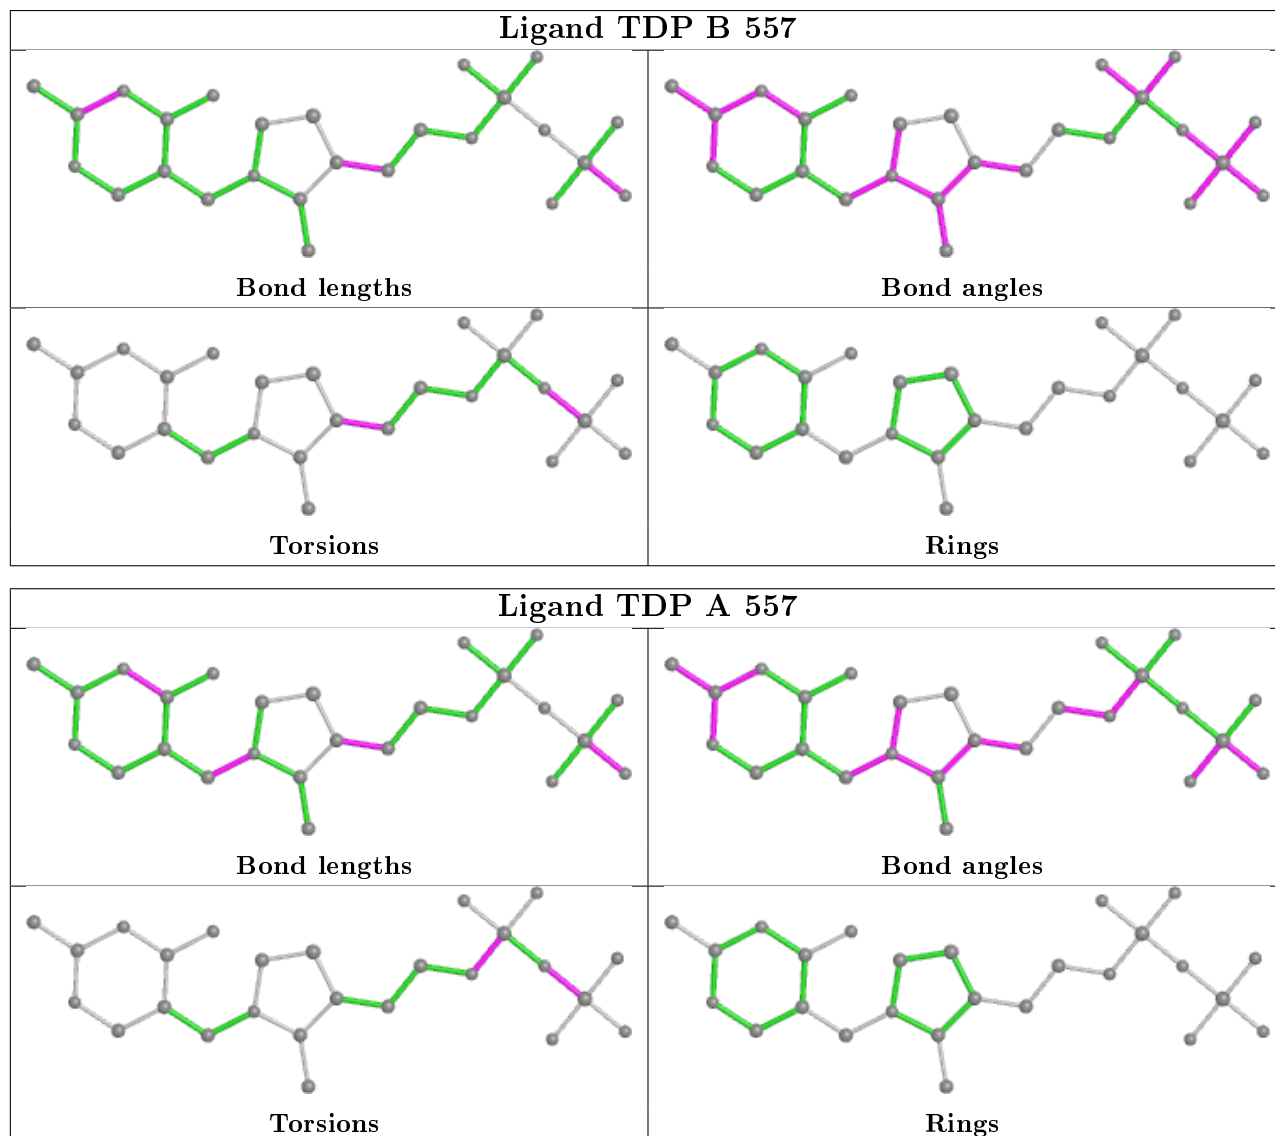 Ligand TDP B 557
Bond lengths
Bond angles
Torsions
Rings
Ligand TDP A 557
Bond lengths
Bond angles
Torsions
Rings